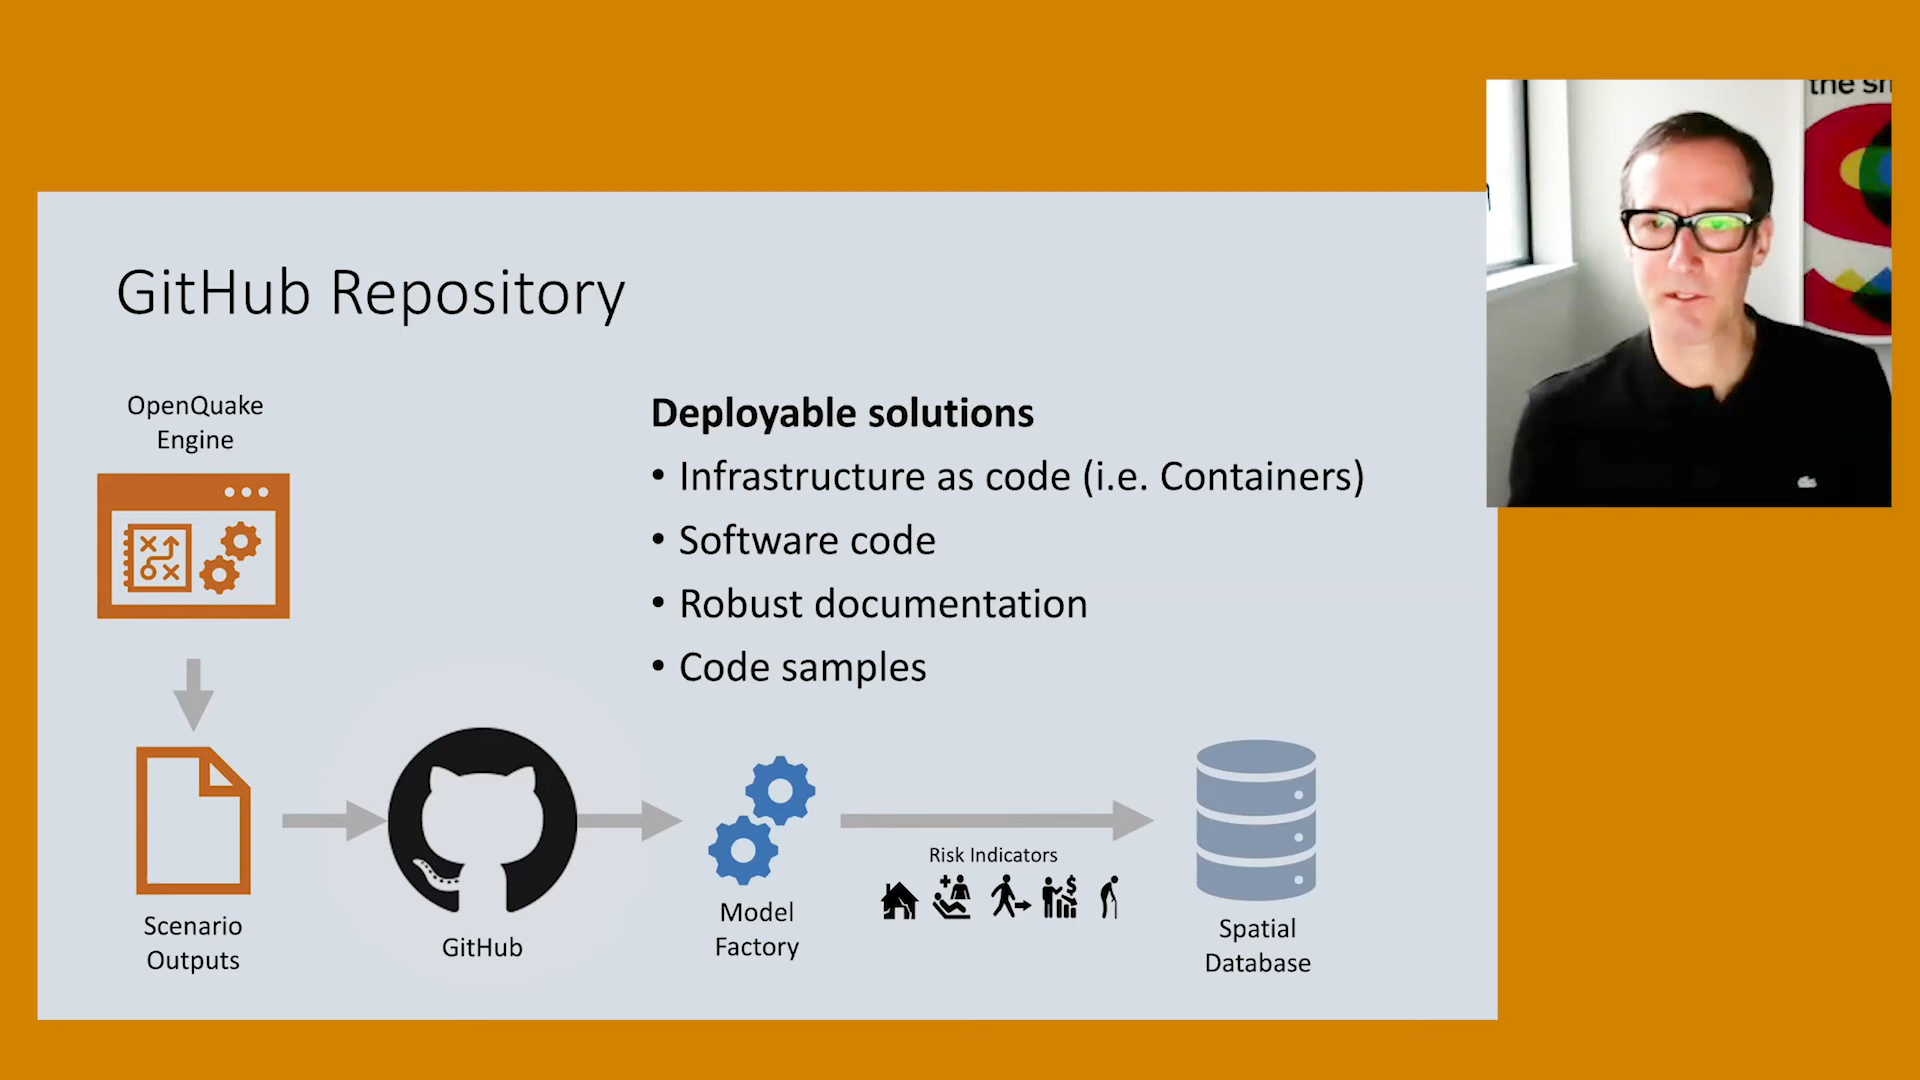 GitHub Repository
OpenQuake
Engine
Deployable solutions
• Infrastructure as code (i.e. Containers)
• Software code
• Robust documentation
• Code samples
Scenario
Outputs
GitHub
Model
Factory
Risk Indicators
Spatial
Database
the